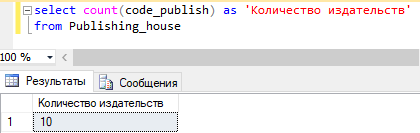 select count(code_publish) as 'Количество издательств'
from Publishing_house
100 %
Результаты Сообщения
Количество издательств
1 10